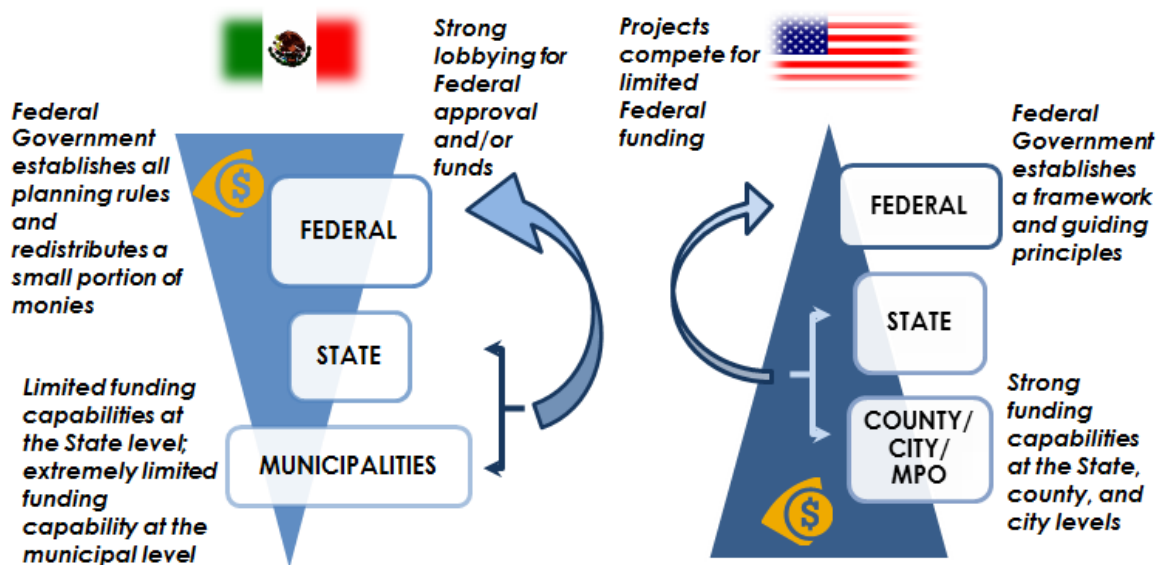 Strong
lobbying for
Federal
approval
and/or
funds
Federal
Government
establishes all
planning rules
and
redistributes a
small portion of
monies
$
FEDERAL
STATE
MUNICIPALITIES
Limited funding
capabilities at
the State level;
extremely limited
funding
capability at the
municipal level
Projects
compete for
limited
Federal
funding
Federal
Government
establishes
a framework
and guiding
principles
FEDERAL
STATE
COUNTY/
CITY/
MPO
$
Strong
funding
capabilities
at the State,
county, and
city levels